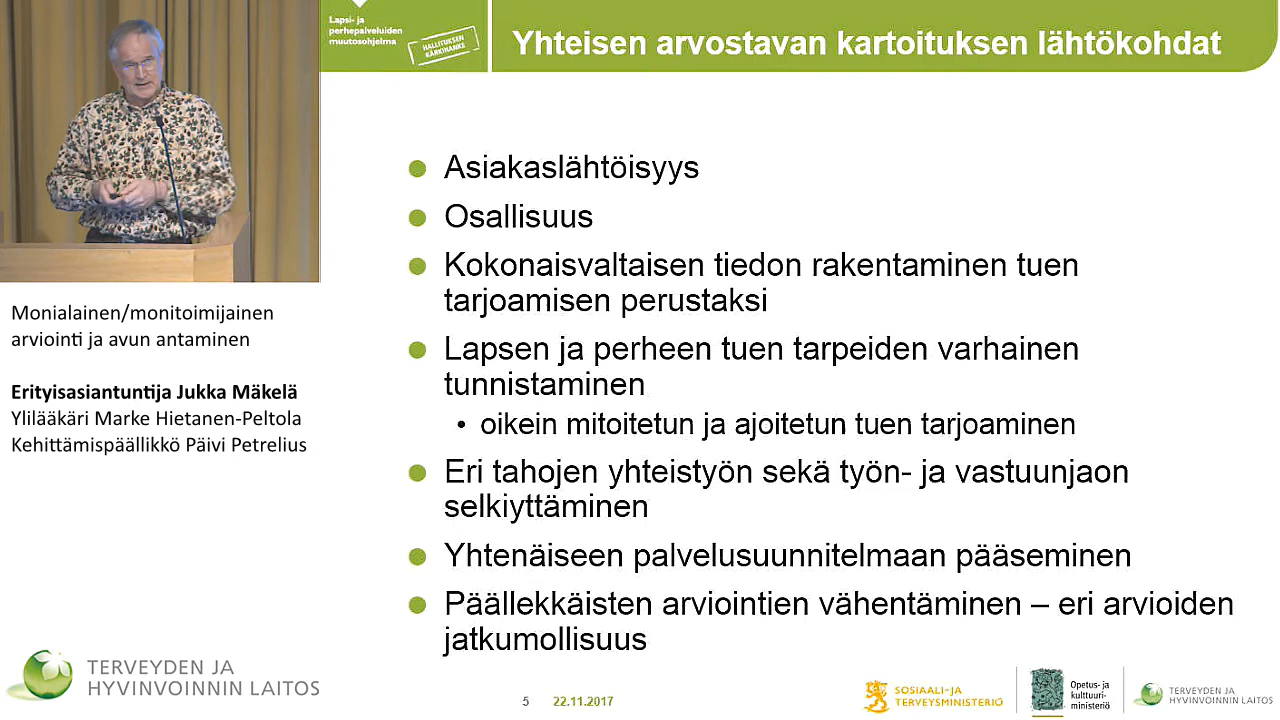 Lapsi- ja
perhepalveluiden
muutosohjelma
HALLITUKSEN
KÄRKIHANKE
Yhteisen arvostavan kartoituksen lähtökohdat
Asiakaslähtöisyys
Osallisuus
Kokonaisvaltaisen tiedon rakentaminen tuen
tarjoamisen perustaksi
Lapsen ja perheen tuen tarpeiden varhainen
tunnistaminen
• oikein mitoitetun ja ajoitetun tuen tarjoaminen
Eri tahojen yhteistyön sekä työn- ja vastuunjaon
selkiyttäminen
Yhtenäiseen palvelusuunnitelmaan pääseminen
Päällekkäisten arviointien vähentäminen – eri arvioiden
jatkumollisuus
Monialainen/monitoimijainen
arviointi ja avun antaminen
Erityisasiantuntija Jukka Mäkelä
Ylilääkäri Marke Hietanen-Peltola
Kehittämispäällikkö Päivi Petrelius
TERVEYDEN JA
HYVINVOINNIN LAITOS
5 22.11.2017
SOSIAALI- JA
TERVEYSMINISTERIÖ
Opetus- ja
kulttuuri-
ministeriö
TERVEYDEN JA
HYVINVOINNIN LAITOS